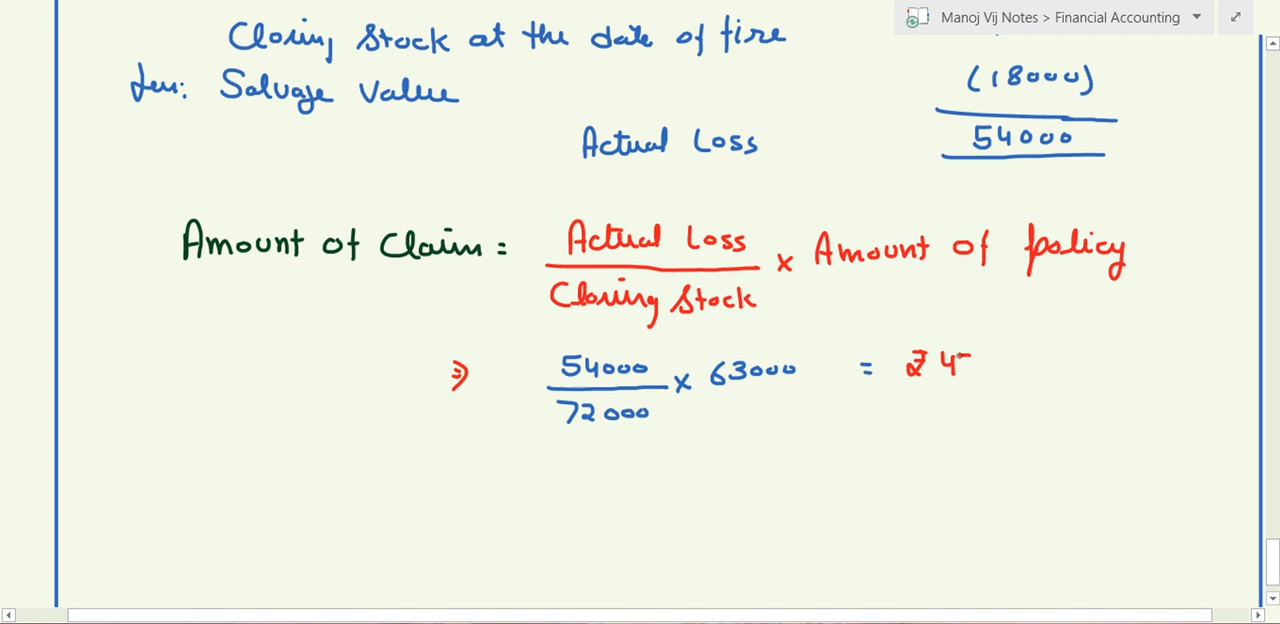 Manoj Vij Notes > Financial Accounting
Closing Stock at the date of fire
Less: Salvage Value (18000)
Actual Loss 54000
Amount of Claim = Actual Loss / Closing Stock × Amount of policy
⇒ 54000 / 72000 × 63000 = ₹ 4